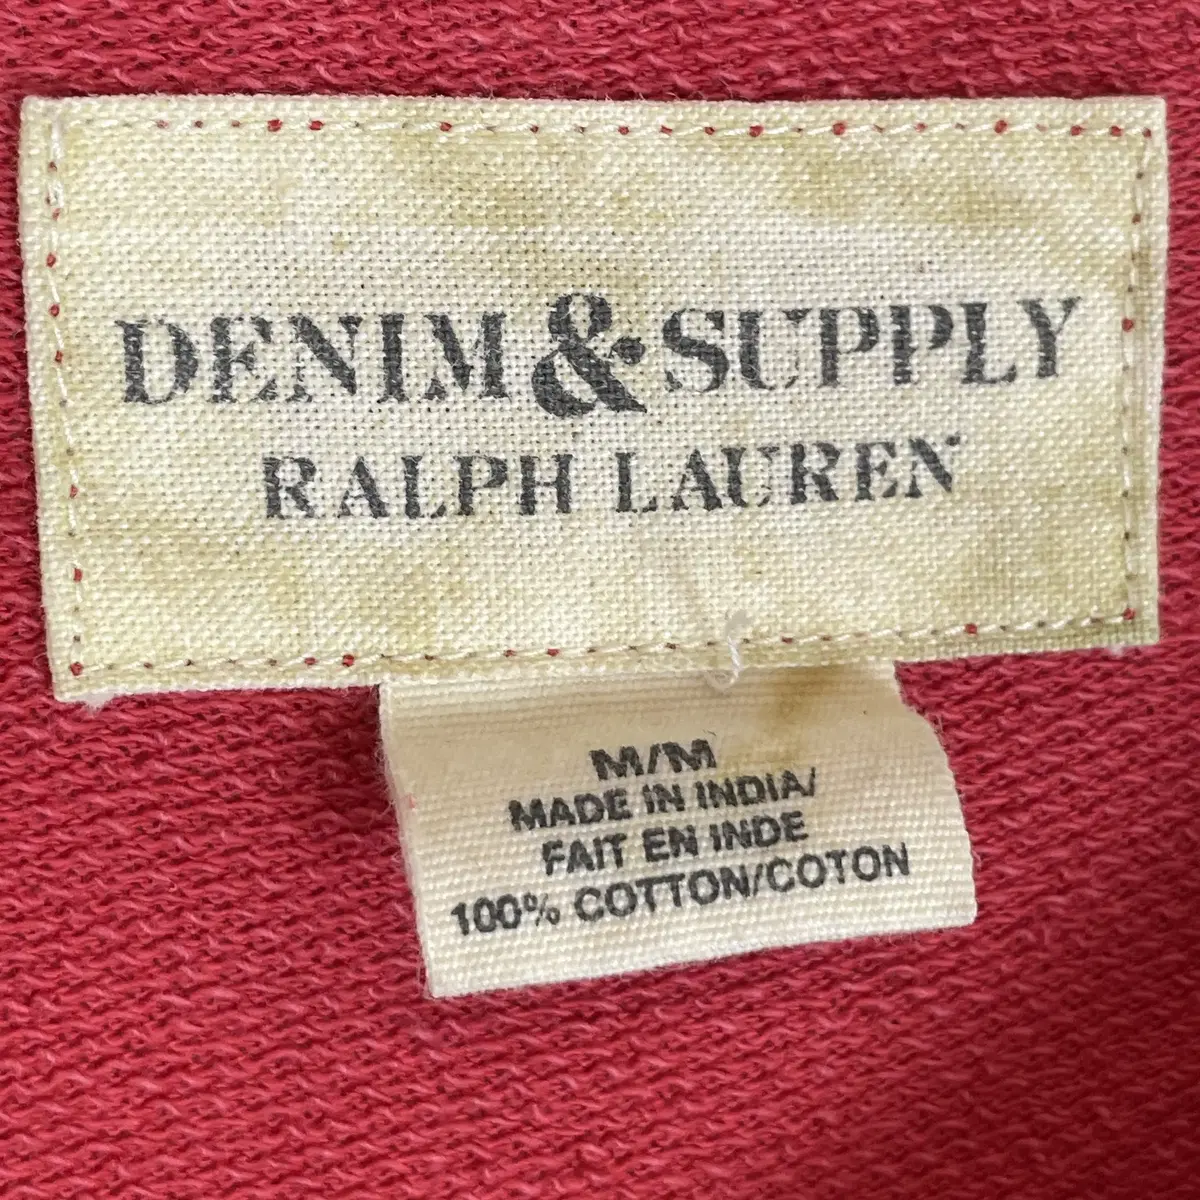 DENIM & SUPPLY
RALPH LAUREN
M/M
MADE IN INDIA/
FAIT EN INDE
100% COTTON/COTON